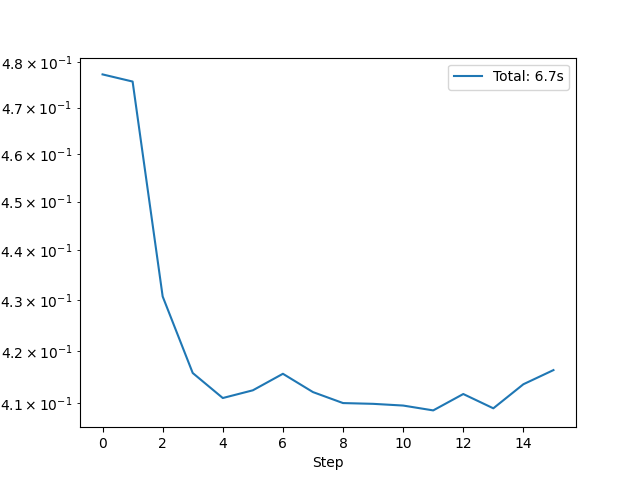 4.8 × 10⁻¹
4.7 × 10⁻¹
4.6 × 10⁻¹
4.5 × 10⁻¹
4.4 × 10⁻¹
4.3 × 10⁻¹
4.2 × 10⁻¹
4.1 × 10⁻¹
Total: 6.7s
0 2 4 6 8 10 12 14
Step